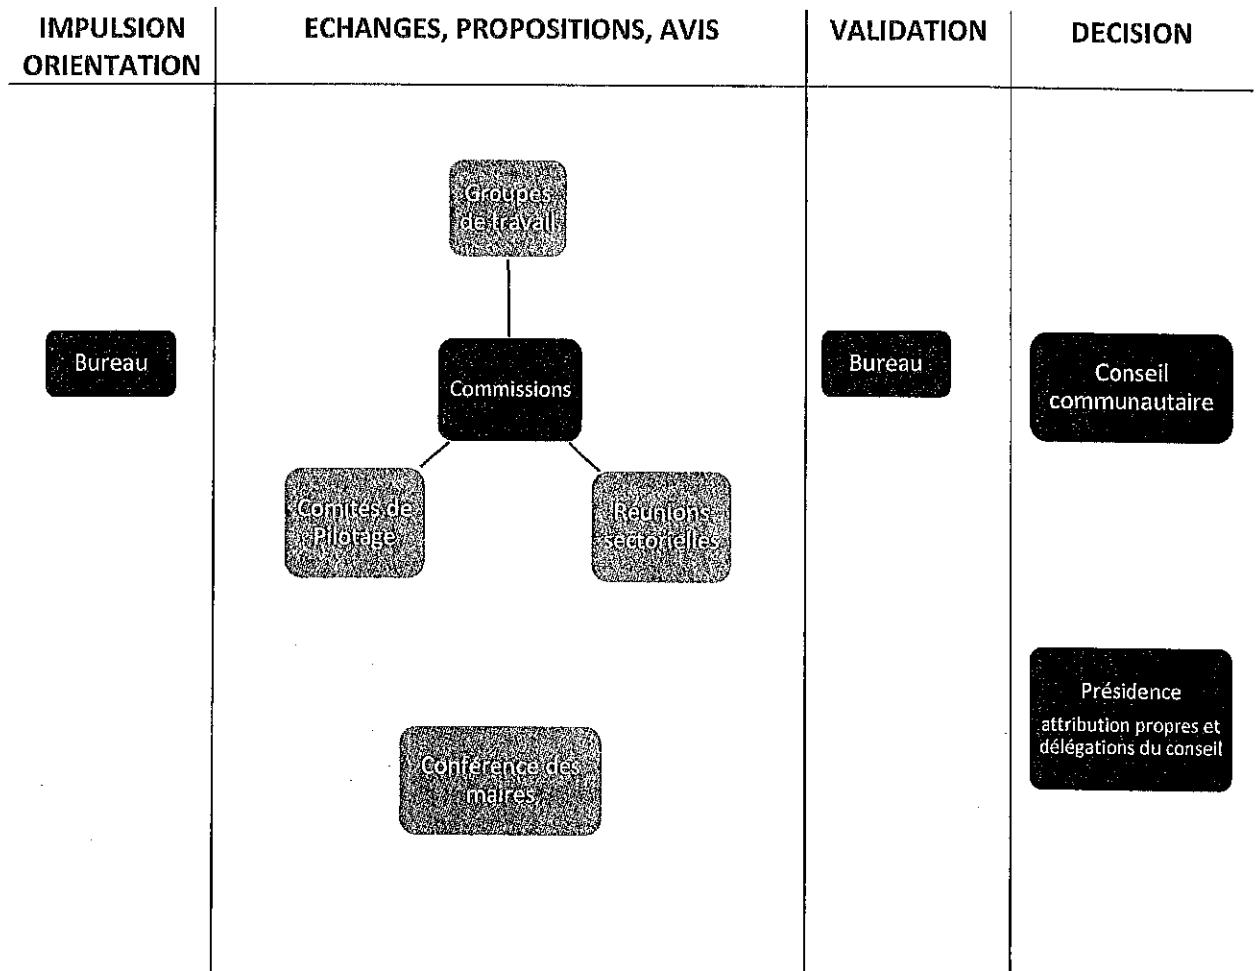 IMPULSION
ORIENTATION
ECHANGES, PROPOSITIONS, AVIS
VALIDATION
DECISION
Groupes
de travail
Bureau
Commissions
Bureau
Conseil
communautaire
Comités de
Pilotage
Réunions
sectorielles
Présidence
attribution propres et
délégations du conseil
Conférence des
maires